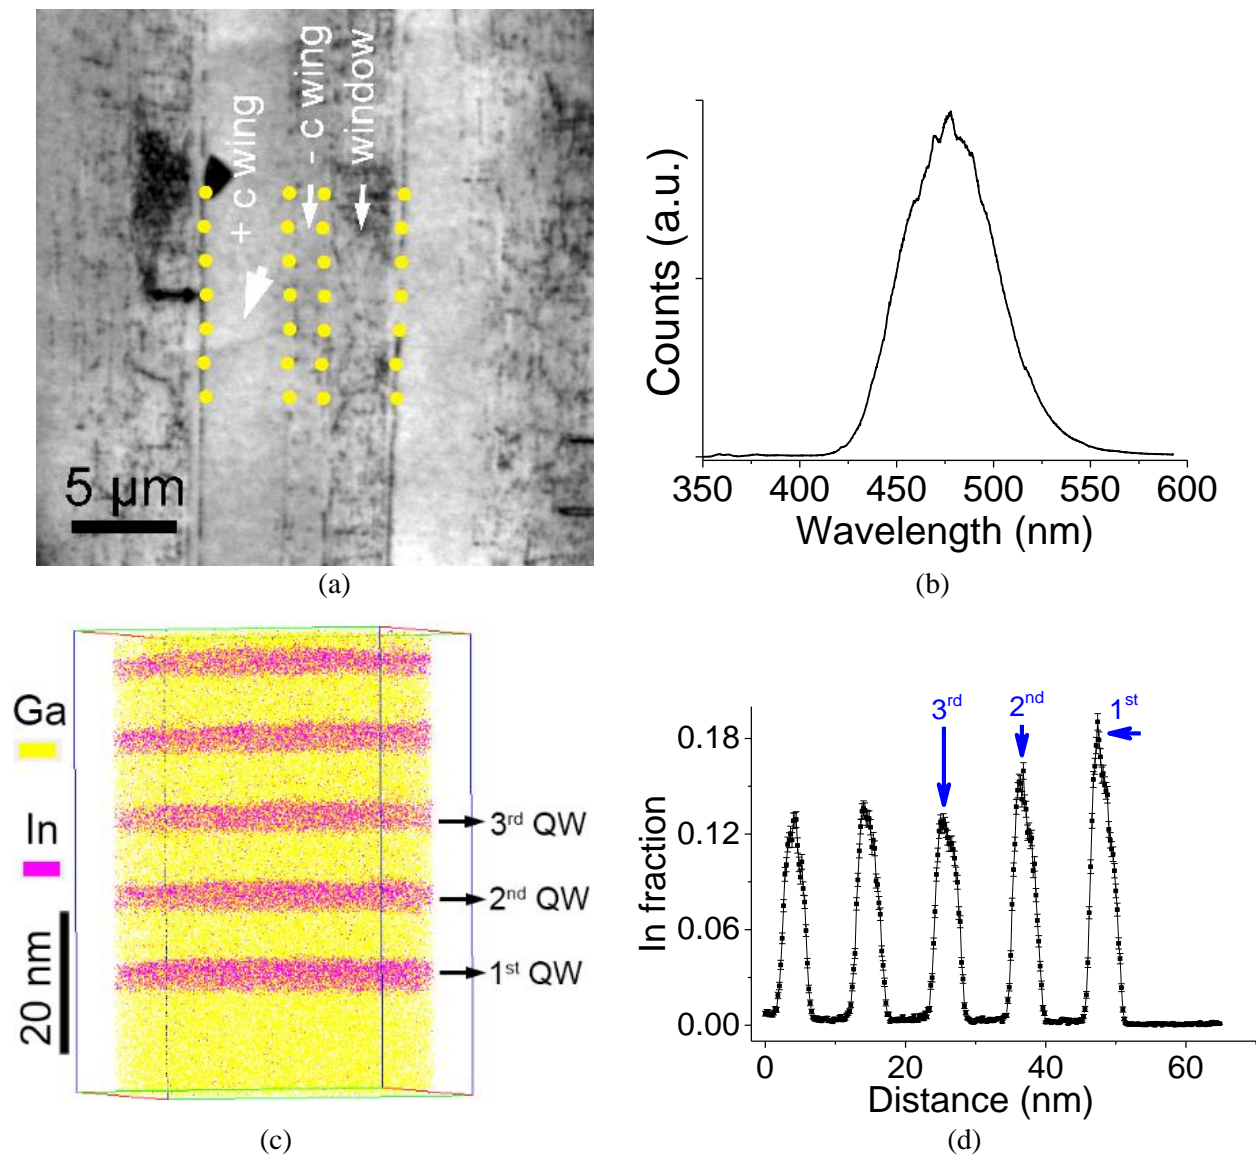 + c wing
- c wing
window
5 µm
(a)
Counts (a.u.)
350 400 450 500 550 600
Wavelength (nm)
(b)
Ga
In
20 nm
3rd QW
2nd QW
1st QW
(c)
3rd 2nd 1st
In fraction
0.18
0.12
0.06
0.00
0 20 40 60
Distance (nm)
(d)